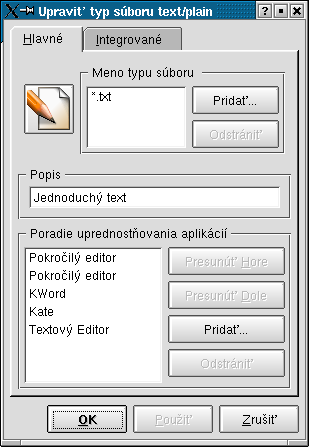 Upraviť typ súboru text/plain
Hlavné
Integrované
Meno typu súboru
*.txt
Pridať...
Odstrániť
Popis
Jednoduchý text
Poradie uprednostňovania aplikácií
Pokročilý editor
Pokročilý editor
KWord
Kate
Textový Editor
Presunúť Hore
Presunúť Dole
Pridať...
Odstrániť
OK
Použiť
Zrušiť